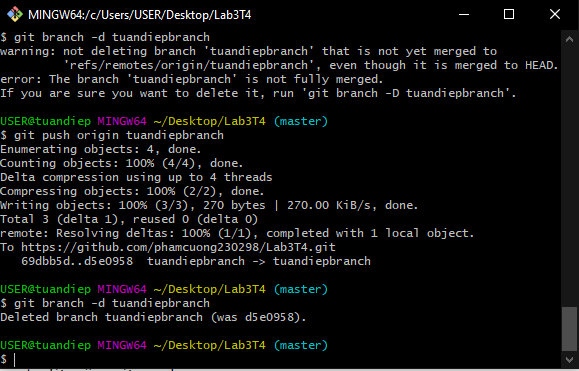 MINGW64:/c/Users/USER/Desktop/Lab3T4
$ git branch -d tuandiepbranch
warning: not deleting branch 'tuandiepbranch' that is not yet merged to
         'refs/remotes/origin/tuandiepbranch', even though it is merged to HEAD.
error: The branch 'tuandiepbranch' is not fully merged.
If you are sure you want to delete it, run 'git branch -D tuandiepbranch'.
USER@tuandiep MINGW64 ~/Desktop/Lab3T4 (master)
$ git push origin tuandiepbranch
Enumerating objects: 4, done.
Counting objects: 100% (4/4), done.
Delta compression using up to 4 threads
Compressing objects: 100% (2/2), done.
Writing objects: 100% (3/3), 270 bytes | 270.00 KiB/s, done.
Total 3 (delta 1), reused 0 (delta 0)
remote: Resolving deltas: 100% (1/1), completed with 1 local object.
To https://github.com/phamcuong230298/Lab3T4.git
   69dbb5d..d5e0958  tuandiepbranch -> tuandiepbranch
USER@tuandiep MINGW64 ~/Desktop/Lab3T4 (master)
$ git branch -d tuandiepbranch
Deleted branch tuandiepbranch (was d5e0958).
USER@tuandiep MINGW64 ~/Desktop/Lab3T4 (master)
$